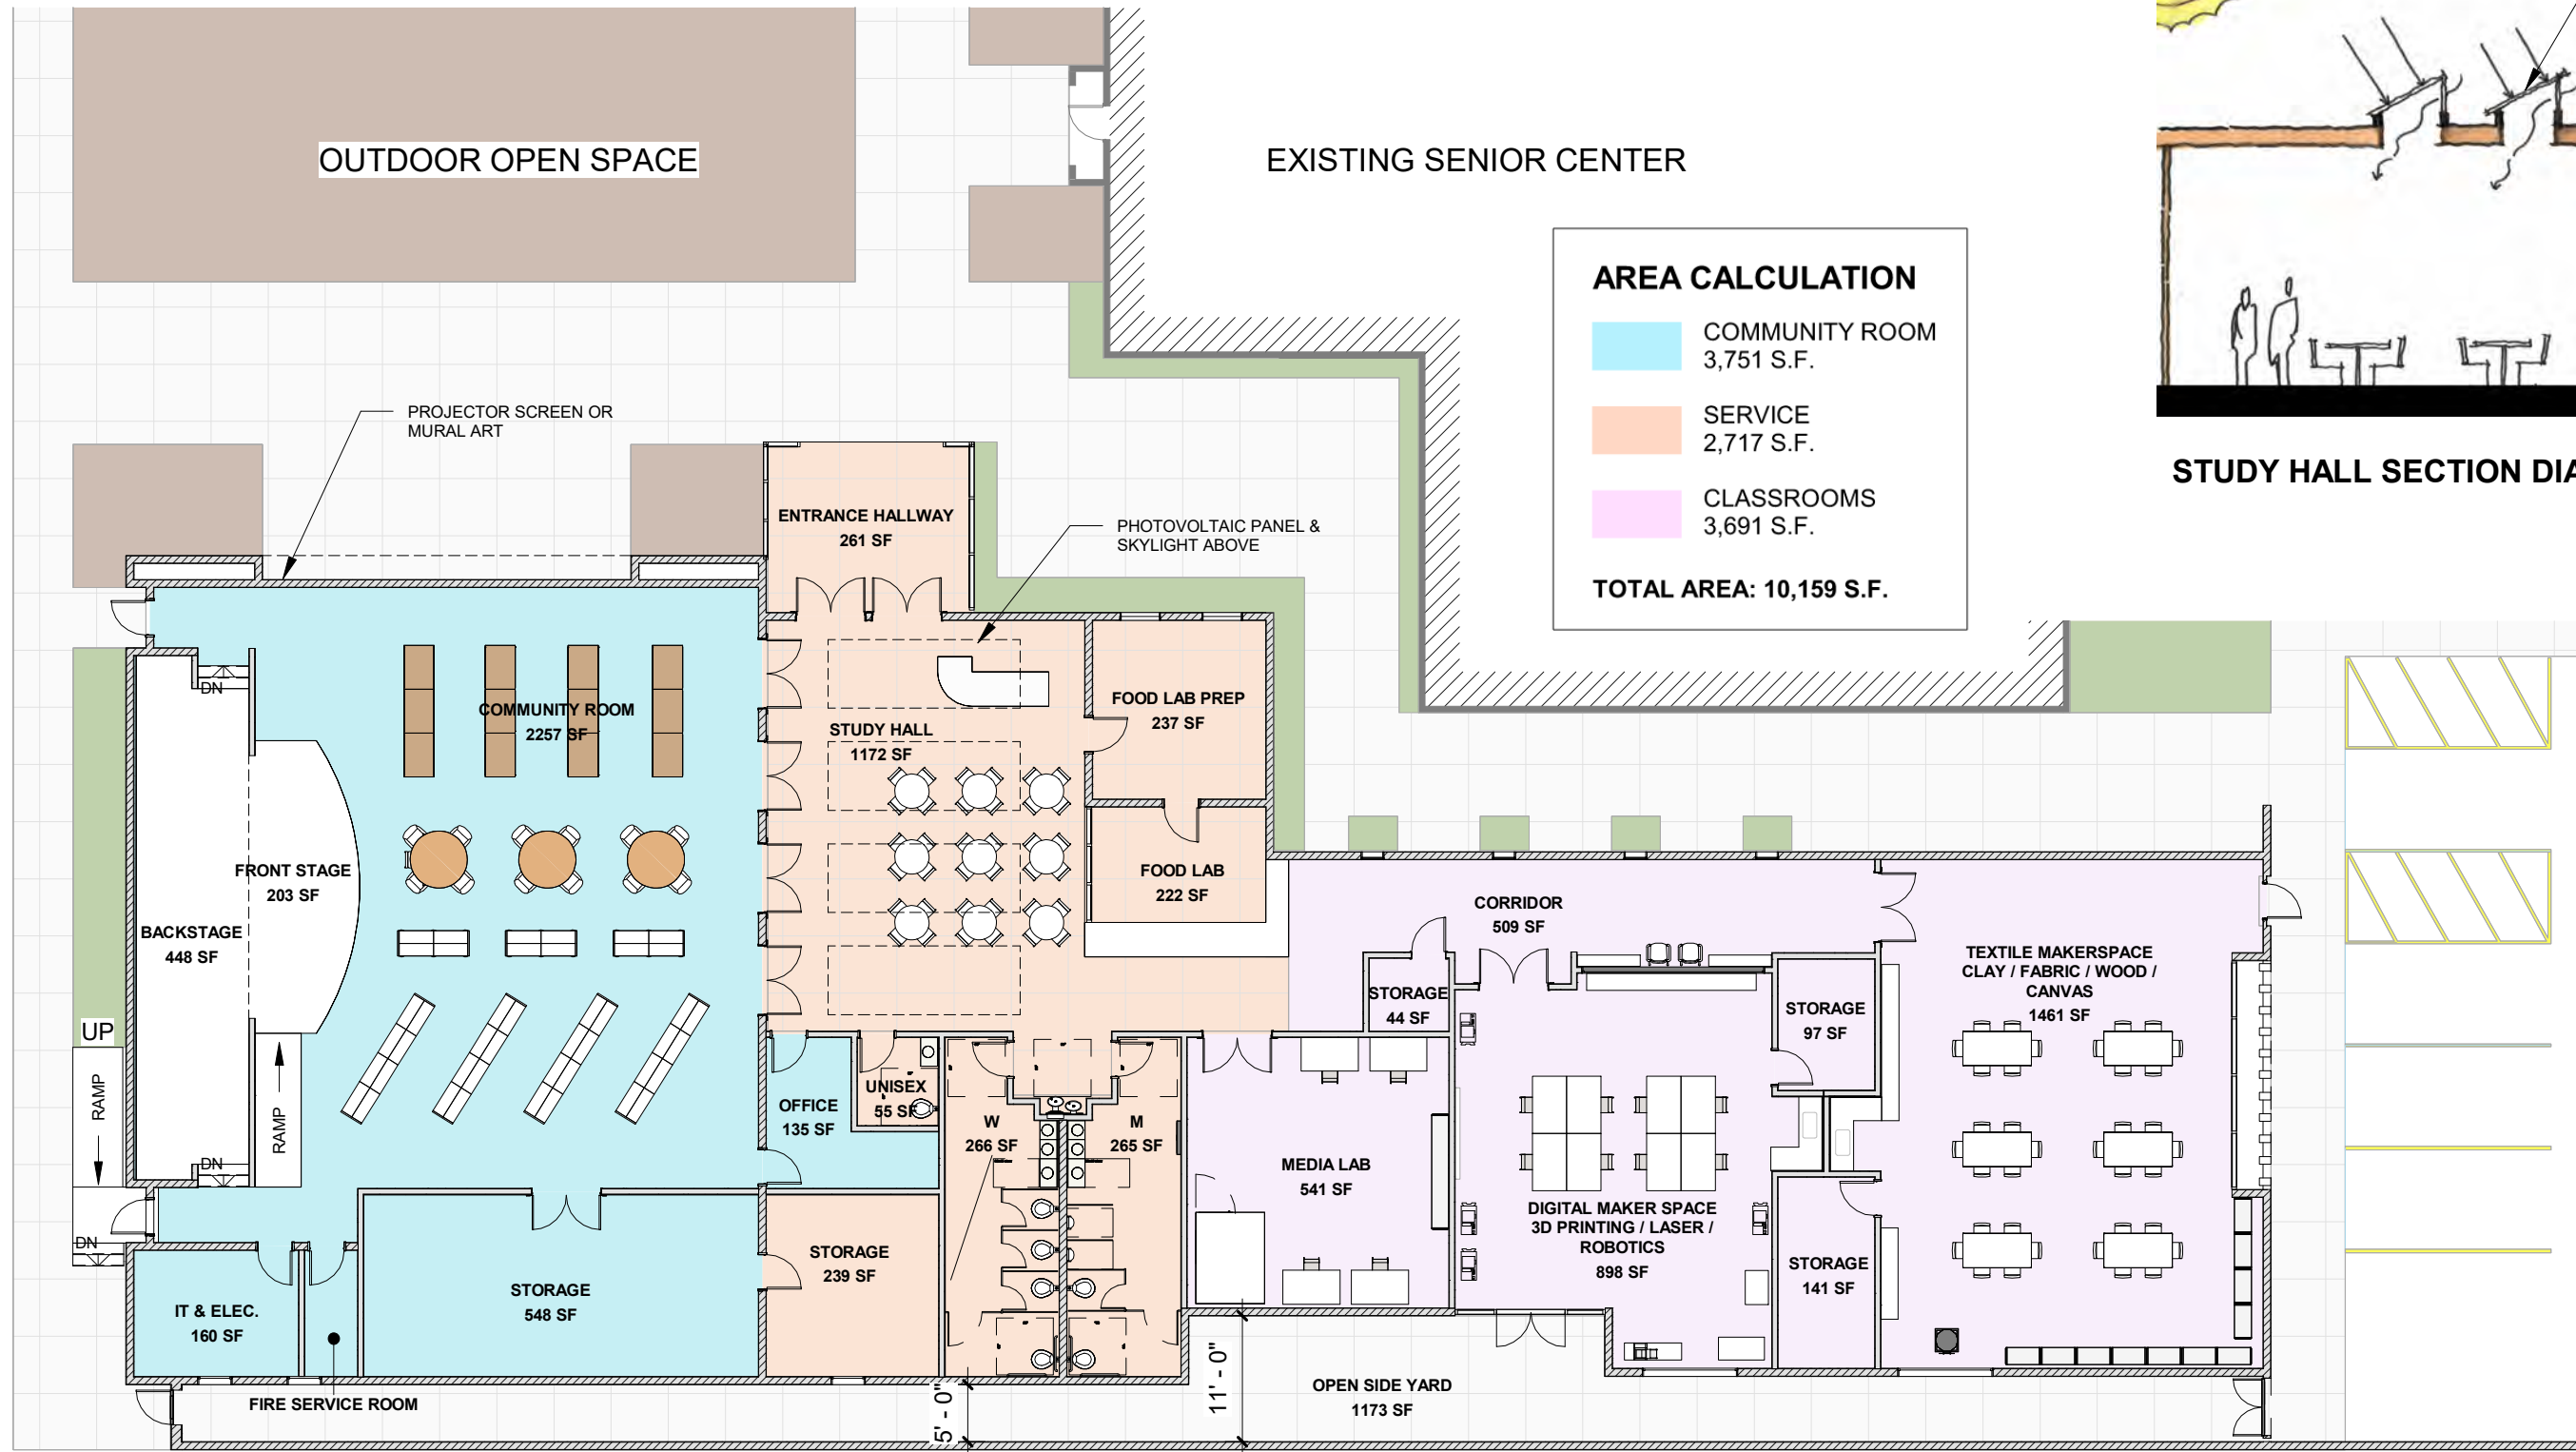 OUTDOOR OPEN SPACE
EXISTING SENIOR CENTER
AREA CALCULATION
COMMUNITY ROOM
3,751 S.F.
SERVICE
2,717 S.F.
CLASSROOMS
3,691 S.F.
TOTAL AREA: 10,159 S.F.
STUDY HALL SECTION DIA
PROJECTOR SCREEN OR
MURAL ART
ENTRANCE HALLWAY
261 SF
PHOTOVOLTAIC PANEL &
SKYLIGHT ABOVE
DN
COMMUNITY ROOM
2257 SF
STUDY HALL
1172 SF
FOOD LAB PREP
237 SF
FRONT STAGE
203 SF
FOOD LAB
222 SF
BACKSTAGE
448 SF
CORRIDOR
509 SF
TEXTILE MAKERSPACE
CLAY / FABRIC / WOOD /
CANVAS
1461 SF
STORAGE
44 SF
STORAGE
97 SF
UP
RAMP
RAMP
DN
DN
OFFICE
135 SF
UNISEX
55 SF
W
266 SF
M
265 SF
MEDIA LAB
541 SF
DIGITAL MAKER SPACE
3D PRINTING / LASER /
ROBOTICS
898 SF
STORAGE
141 SF
STORAGE
239 SF
STORAGE
548 SF
IT & ELEC.
160 SF
FIRE SERVICE ROOM
5' - 0"
11' - 0"
OPEN SIDE YARD
1173 SF